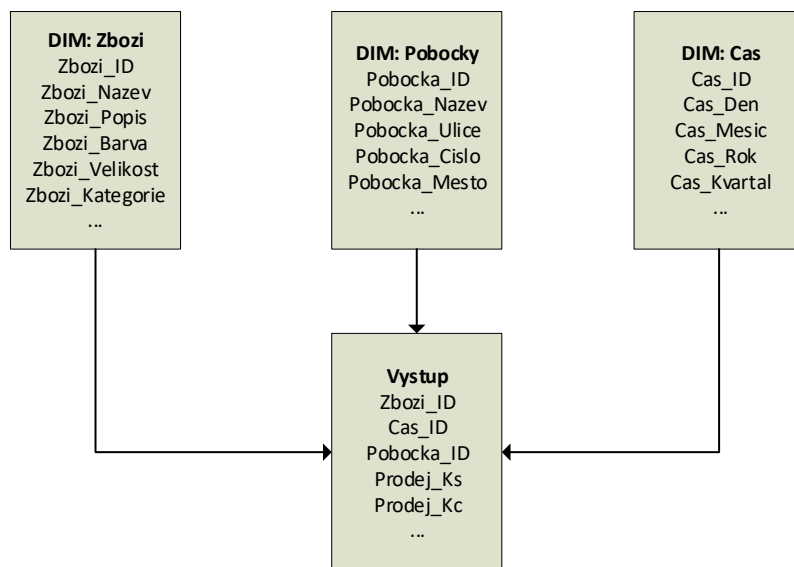 DIM: Zbozi
Zbozi_ID
Zbozi_Nazev
Zbozi_Popis
Zbozi_Barva
Zbozi_Velikost
Zbozi_Kategorie
...
DIM: Pobocky
Pobocka_ID
Pobocka_Nazev
Pobocka_Ulice
Pobocka_Cislo
Pobocka_Mesto
...
DIM: Cas
Cas_ID
Cas_Den
Cas_Mesic
Cas_Rok
Cas_Kvartal
...
Vystup
Zbozi_ID
Cas_ID
Pobocka_ID
Prodej_Ks
Prodej_Kc
...